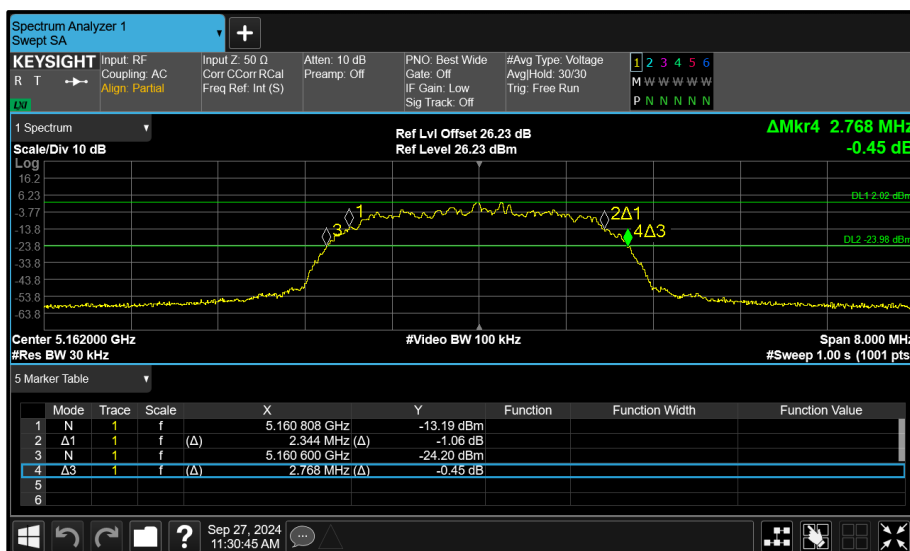 Spectrum Analyzer 1
Swept SA
+
KEYSIGHT
R T
LXI
Input: RF
Coupling: AC
Align: Partial
Input Z: 50 Ω
Corr CCorr RCal
Freq Ref: Int (S)
Atten: 10 dB
Preamp: Off
PNO: Best Wide
Gate: Off
IF Gain: Low
Sig Track: Off
#Avg Type: Voltage
Avg|Hold: 30/30
Trig: Free Run
1 2 3 4 5 6
M W W W W W
P N N N N N
1 Spectrum
Scale/Div 10 dB
Ref Lvl Offset 26.23 dB
Ref Level 26.23 dBm
ΔMkr4 2.768 MHz
-0.45 dB
Log
16.2
6.23
-3.77
-13.8
-23.8
-33.8
-43.8
-53.8
-63.8
DL1 2.02 dBm
DL2 -23.98 dBm
1
2Δ1
3
4Δ3
Center 5.162000 GHz
#Video BW 100 kHz
Span 8.000 MHz
#Res BW 30 kHz
#Sweep 1.00 s (1001 pts
5 Marker Table
Mode Trace Scale X Y Function Function Width Function Value
1 N 1 f 5.160 808 GHz -13.19 dBm
2 Δ1 1 f (Δ) 2.344 MHz (Δ) -1.06 dB
3 N 1 f 5.160 600 GHz -24.20 dBm
4 Δ3 1 f (Δ) 2.768 MHz (Δ) -0.45 dB
5
6
?
Sep 27, 2024
11:30:45 AM